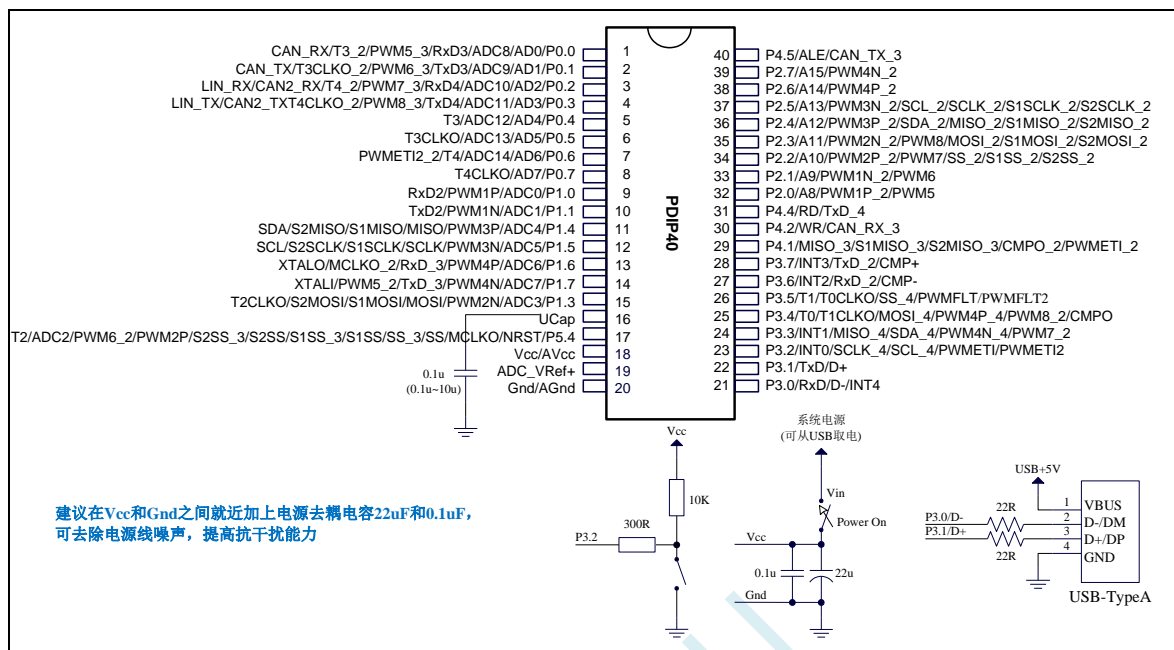 CAN_RX/T3_2/PWM5_3/RxD3/ADC8/AD0/P0.0
CAN_TX/T3CLKO_2/PWM6_3/TxD3/ADC9/AD1/P0.1
LIN_RX/CAN2_RX/T4_2/PWM7_3/RxD4/ADC10/AD2/P0.2
LIN_TX/CAN2_TXT4CLKO_2/PWM8_3/TxD4/ADC11/AD3/P0.3
T3/ADC12/AD4/P0.4
T3CLKO/ADC13/AD5/P0.5
PWMETI2_2/T4/ADC14/AD6/P0.6
T4CLKO/AD7/P0.7
RxD2/PWM1P/ADC0/P1.0
TxD2/PWM1N/ADC1/P1.1
SDA/S2MISO/S1MISO/MISO/PWM3P/ADC4/P1.4
SCL/S2SCLK/S1SCLK/SCLK/PWM3N/ADC5/P1.5
XTALO/MCLKO_2/RxD_3/PWM4P/ADC6/P1.6
XTALI/PWM5_2/TxD_3/PWM4N/ADC7/P1.7
T2CLKO/S2MOSI/S1MOSI/MOSI/PWM2N/ADC3/P1.3
UCap
T2/ADC2/PWM6_2/PWM2P/S2SS_3/S2SS/S1SS_3/S1SS/SS_3/SS/MCLKO/NRST/P5.4
Vcc/AVcc
ADC_VRef+
Gnd/AGnd
1
2
3
4
5
6
7
8
9
10
11
12
13
14
15
16
17
18
19
20
PDIP40
40
39
38
37
36
35
34
33
32
31
30
29
28
27
26
25
24
23
22
21
P4.5/ALE/CAN_TX_3
P2.7/A15/PWM4N_2
P2.6/A14/PWM4P_2
P2.5/A13/PWM3N_2/SCL_2/SCLK_2/S1SCLK_2/S2SCLK_2
P2.4/A12/PWM3P_2/SDA_2/MISO_2/S1MISO_2/S2MISO_2
P2.3/A11/PWM2N_2/PWM8/MOSI_2/S1MOSI_2/S2MOSI_2
P2.2/A10/PWM2P_2/PWM7/SS_2/S1SS_2/S2SS_2
P2.1/A9/PWM1N_2/PWM6
P2.0/A8/PWM1P_2/PWM5
P4.4/RD/TxD_4
P4.2/WR/CAN_RX_3
P4.1/MISO_3/S1MISO_3/S2MISO_3/CMPO_2/PWMETI_2
P3.7/INT3/TxD_2/CMP+
P3.6/INT2/RxD_2/CMP-
P3.5/T1/T0CLKO/SS_4/PWMFLT/PWMFLT2
P3.4/T0/T1CLKO/MOSI_4/PWM4P_4/PWM8_2/CMPO
P3.3/INT1/MISO_4/SDA_4/PWM4N_4/PWM7_2
P3.2/INT0/SCLK_4/SCL_4/PWMETI/PWMETI2
P3.1/TxD/D+
P3.0/RxD/D-/INT4
0.1u
(0.1u~10u)
建议在Vcc和Gnd之间就近加上电源去耦电容22uF和0.1uF，
可去除电源线噪声，提高抗干扰能力
Vcc
10K
300R
P3.2
系统电源
(可从USB取电)
Vin
Power On
Vcc
0.1u
22u
Gnd
USB+5V
22R
P3.0/D-
P3.1/D+
22R
1
2
3
4
VBUS
D-/DM
D+/DP
GND
USB-TypeA